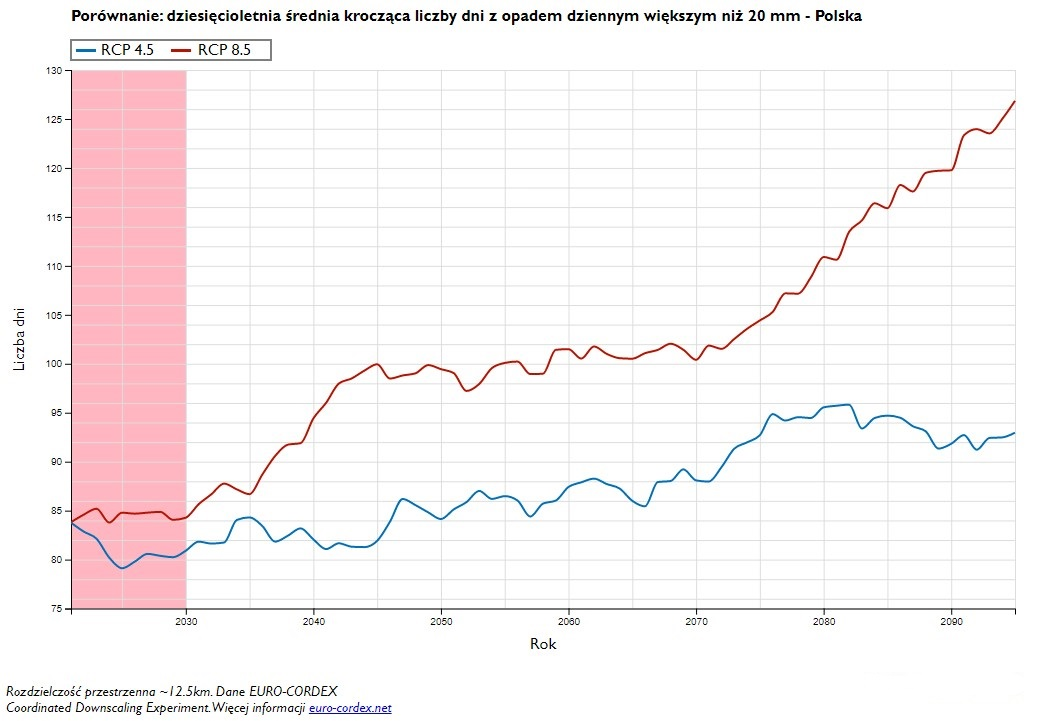 Porównanie: dziesięcioletnia średnia krocząca liczby dni z opadem dziennym większym niż 20 mm - Polska
RCP 4.5 RCP 8.5
130
125
120
115
110
105
100
95
90
85
80
75
Liczba dni
2030 2040 2050 2060 2070 2080 2090
Rok
Rozdzielczość przestrzenna ~12.5km. Dane EURO-CORDEX
Coordinated Downscaling Experiment.Więcej informacji euro-cordex.net